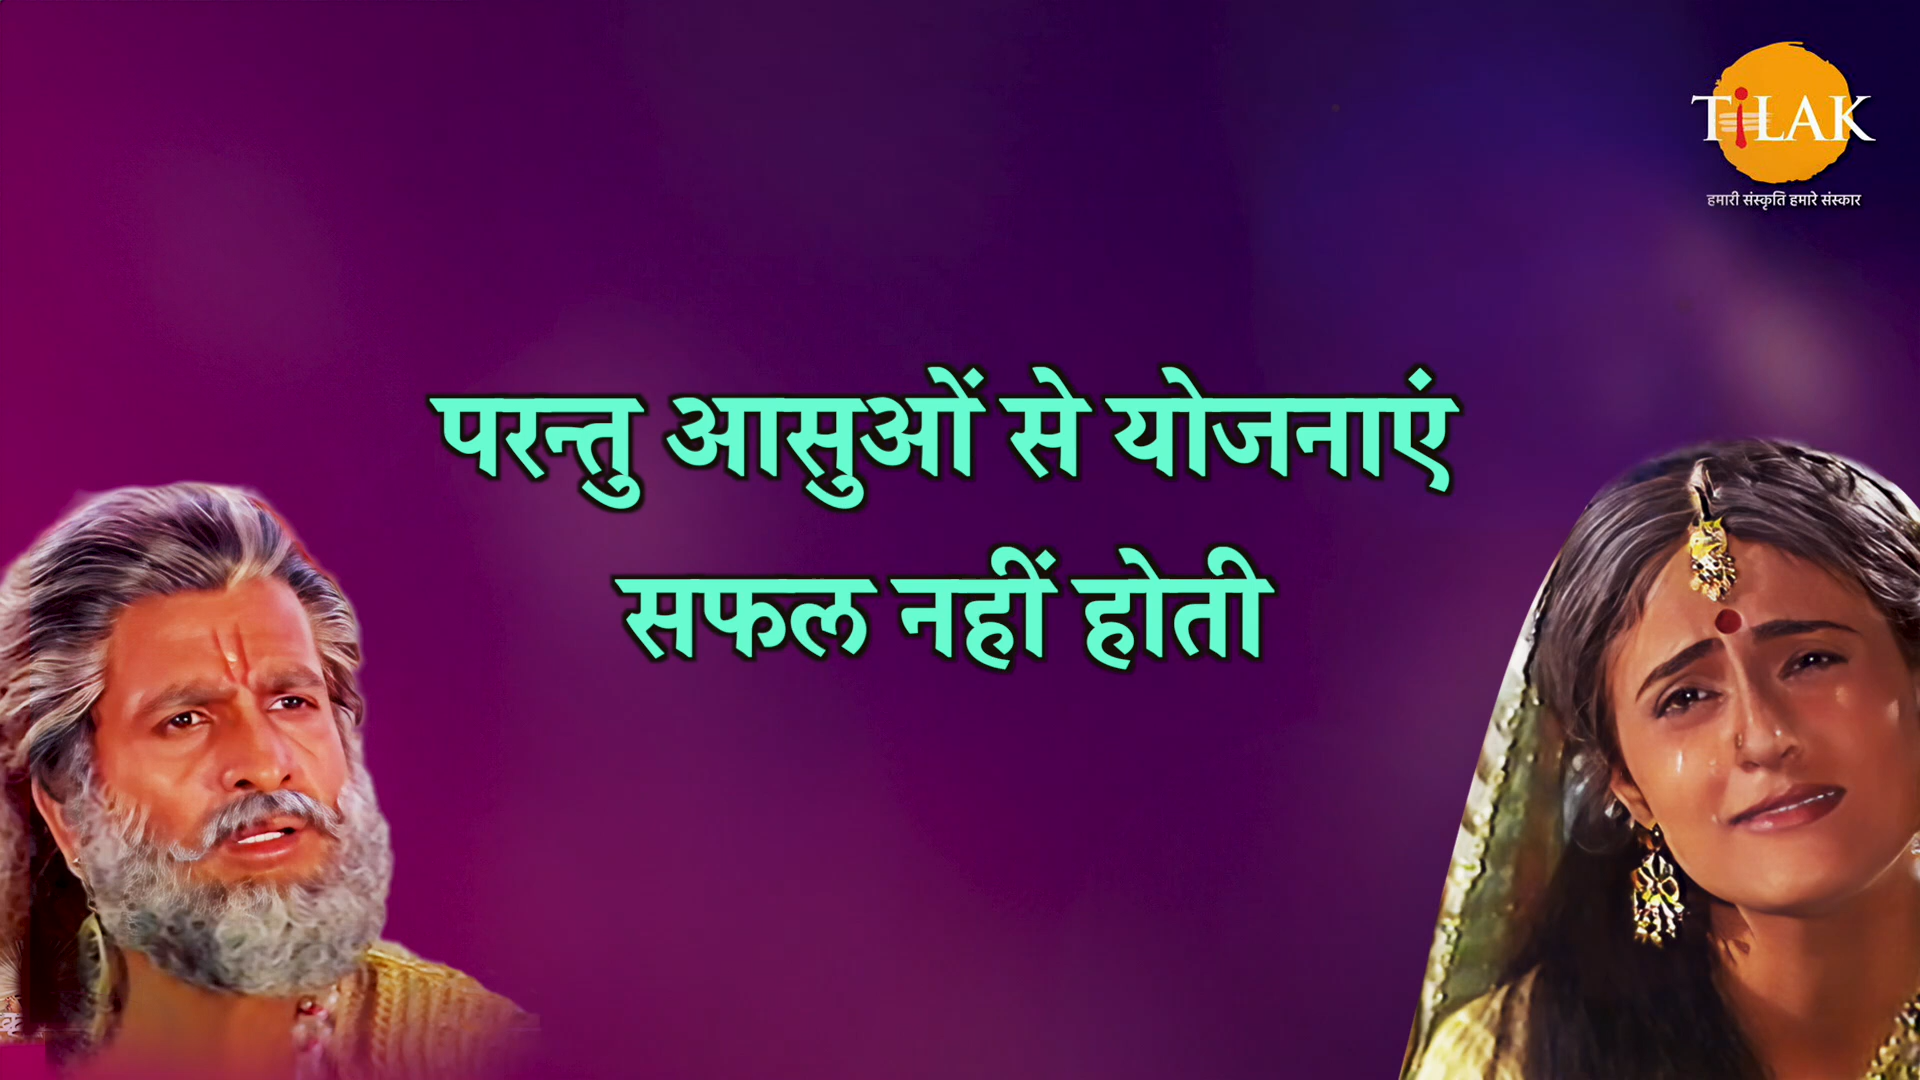 TiLAK
हमारी संस्कृति हमारे संस्कार
परन्तु आसुओं से योजनाएं
सफल नहीं होती